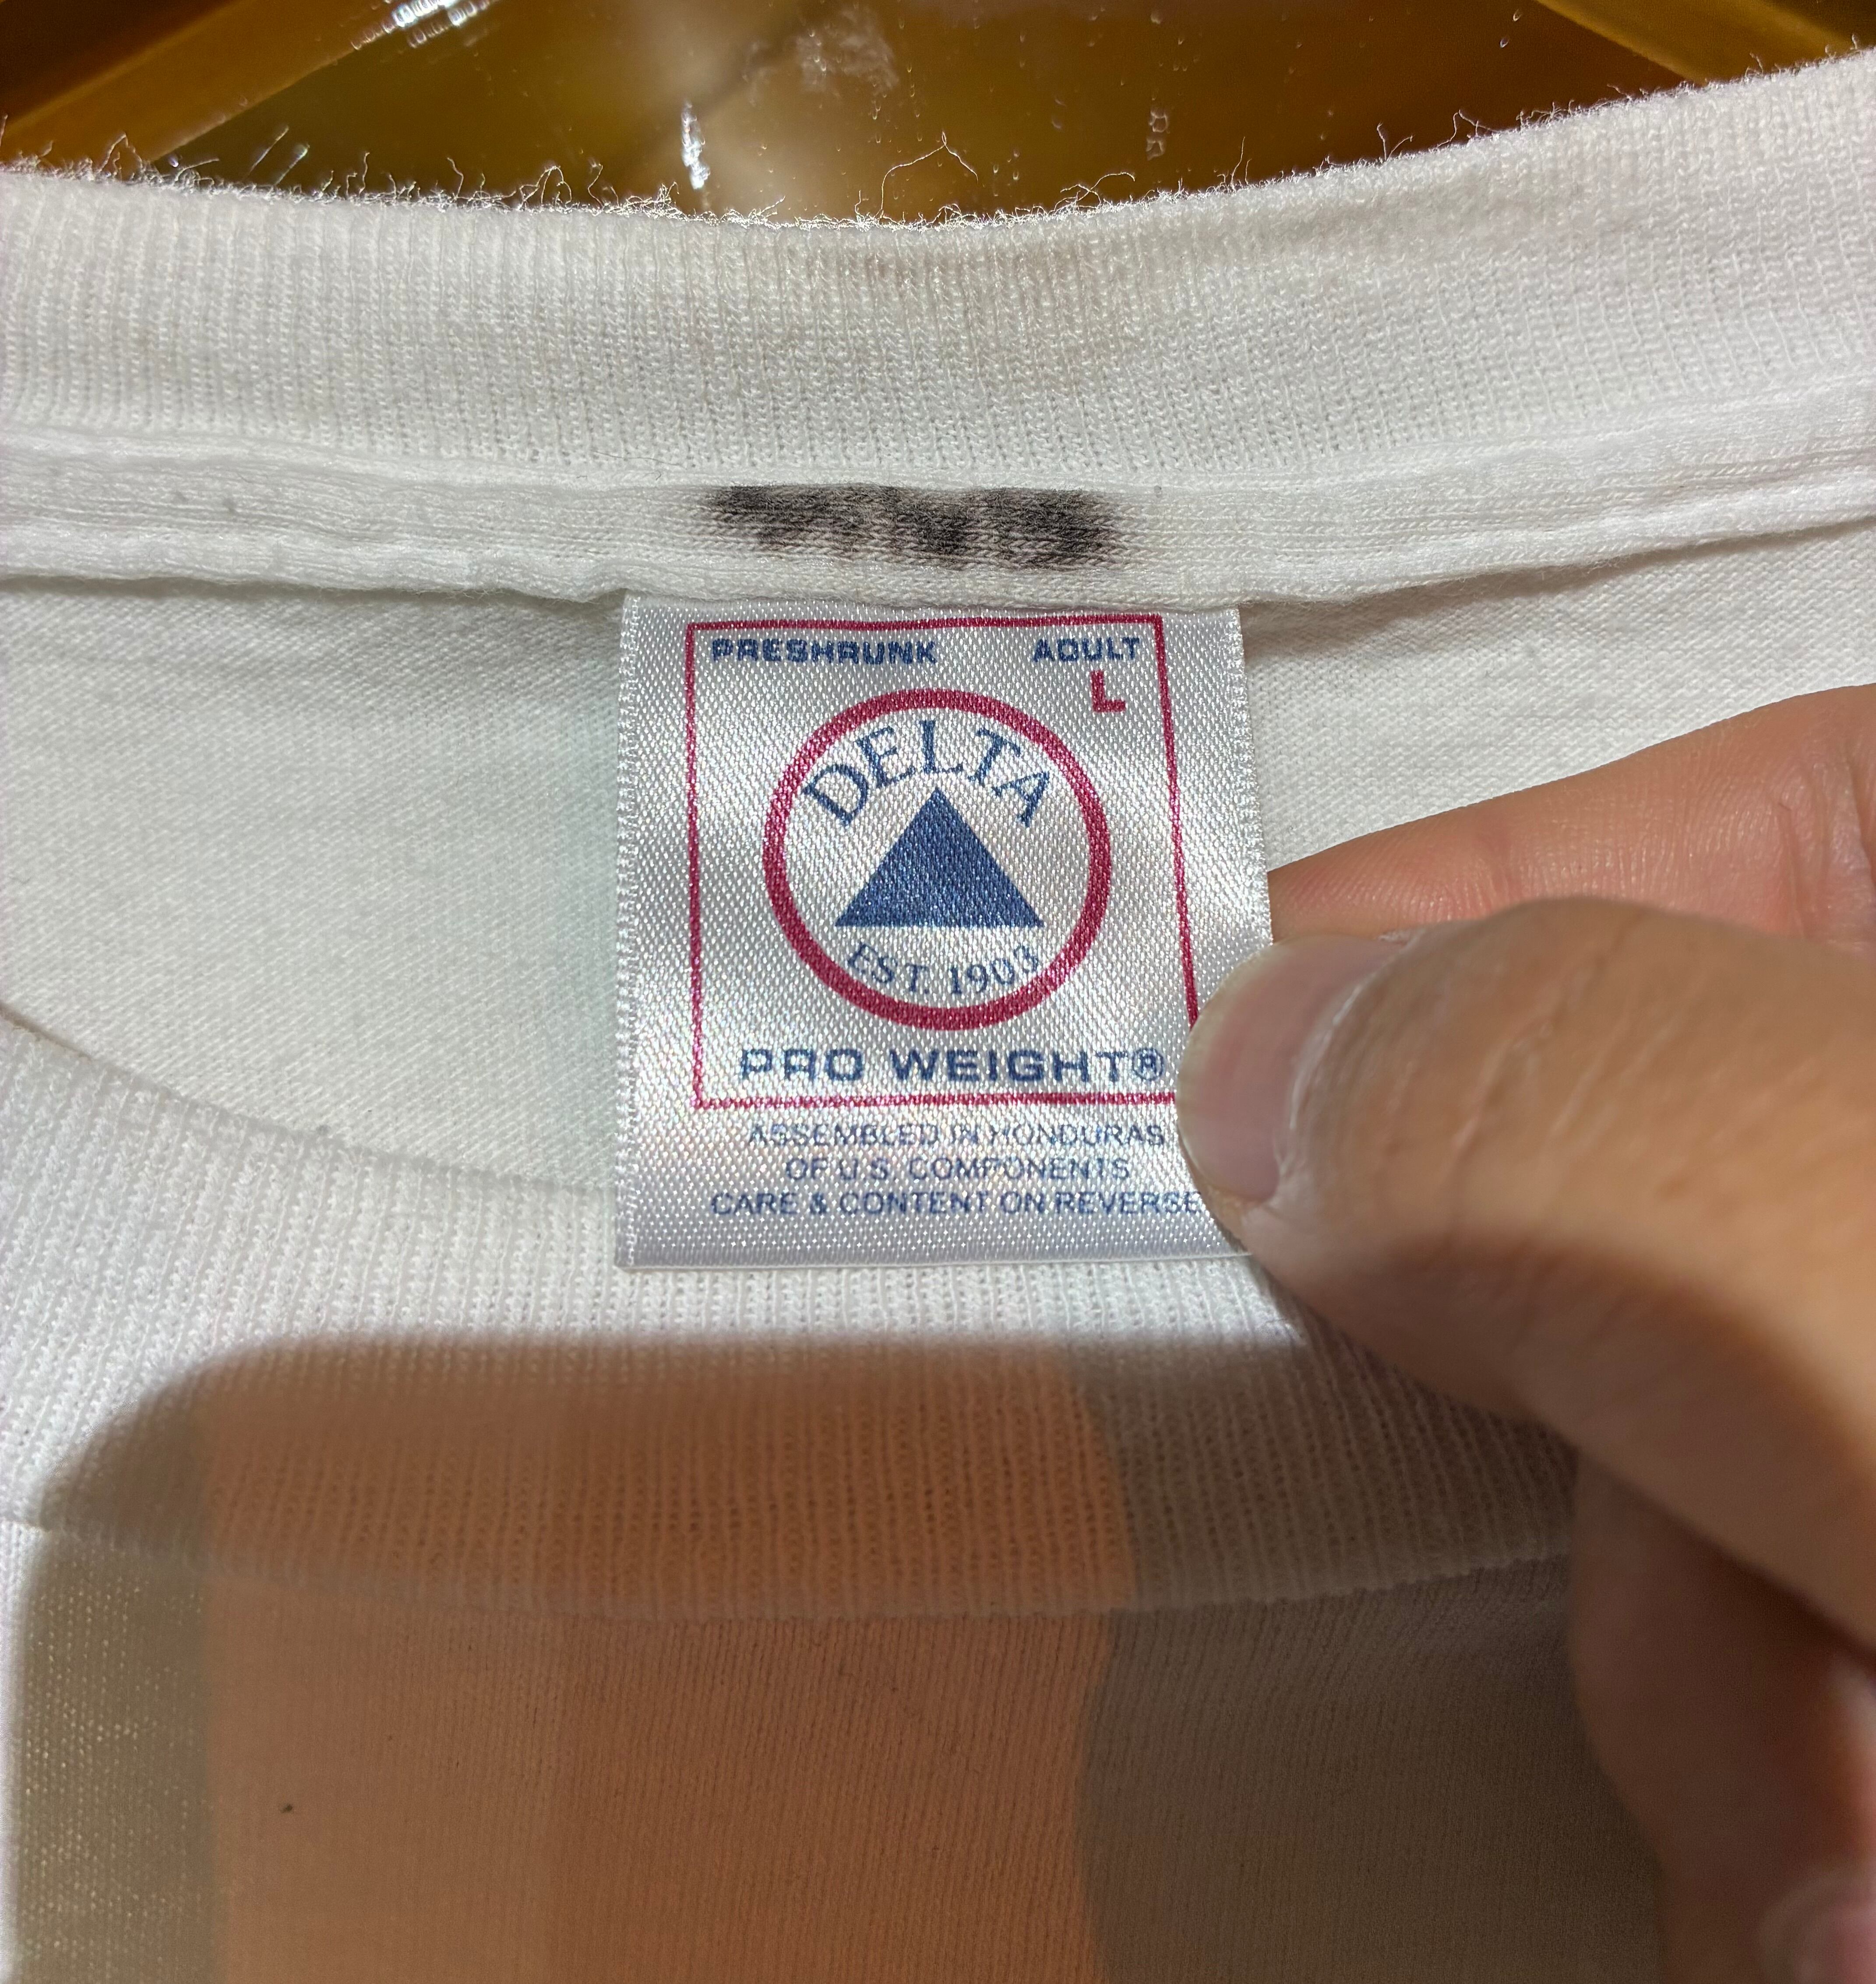 PRESHRUNK ADULT
L
DELTA
EST. 1903
PRO WEIGHT®
ASSEMBLED IN HONDURAS
OF U.S. COMPONENTS
CARE & CONTENT ON REVERSE